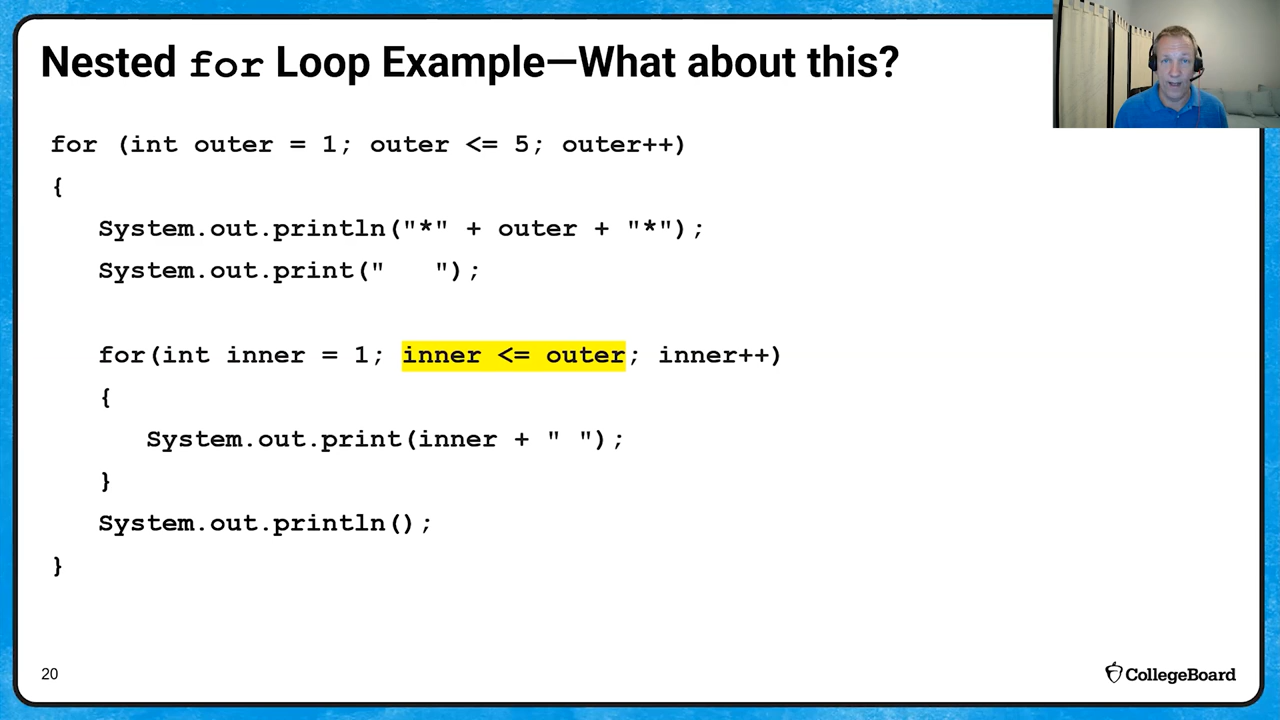 Nested for Loop Example—What about this?
for (int outer = 1; outer <= 5; outer++)
{
System.out.println("*" + outer + "*");
System.out.print("   ");
for(int inner = 1; inner <= outer; inner++)
{
System.out.print(inner + " ");
}
System.out.println();
}
20
CollegeBoard